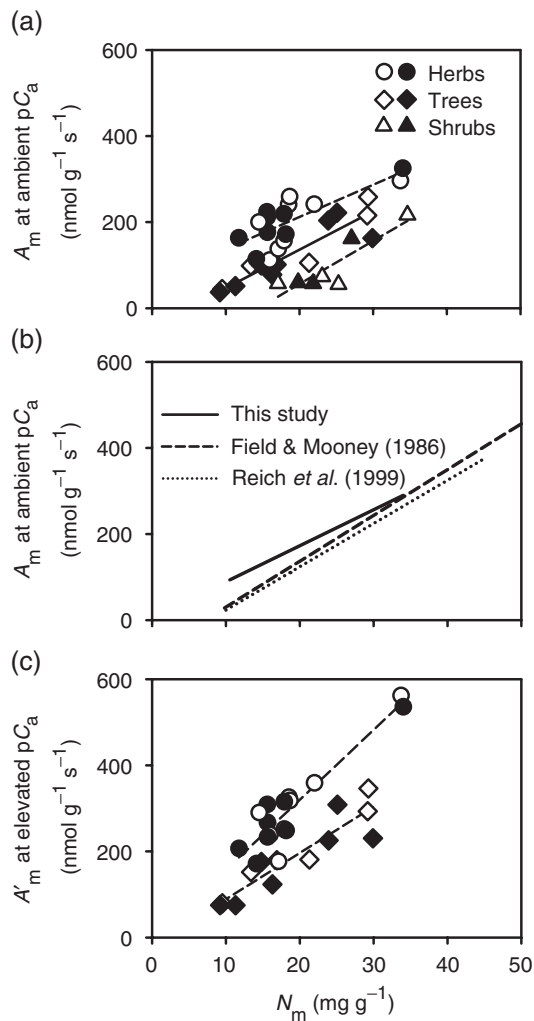 (a)
600
400
200
0
A_m at ambient pC_a
(nmol g⁻¹ s⁻¹)
Herbs
Trees
Shrubs
(b)
600
400
200
0
A_m at ambient pC_a
(nmol g⁻¹ s⁻¹)
This study
Field & Mooney (1986)
Reich et al. (1999)
(c)
600
400
200
0
A′_m at elevated pC_a
(nmol g⁻¹ s⁻¹)
0 10 20 30 40 50
N_m (mg g⁻¹)